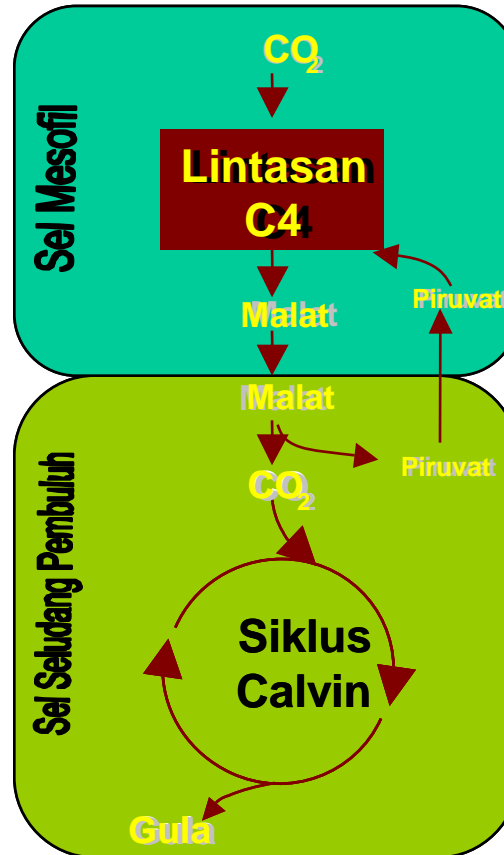 Sel Mesofil
CO2
Lintasan
C4
Malat
Piruvat
Sel Seludang Pembuluh
Malat
Piruvat
CO2
Siklus
Calvin
Gula